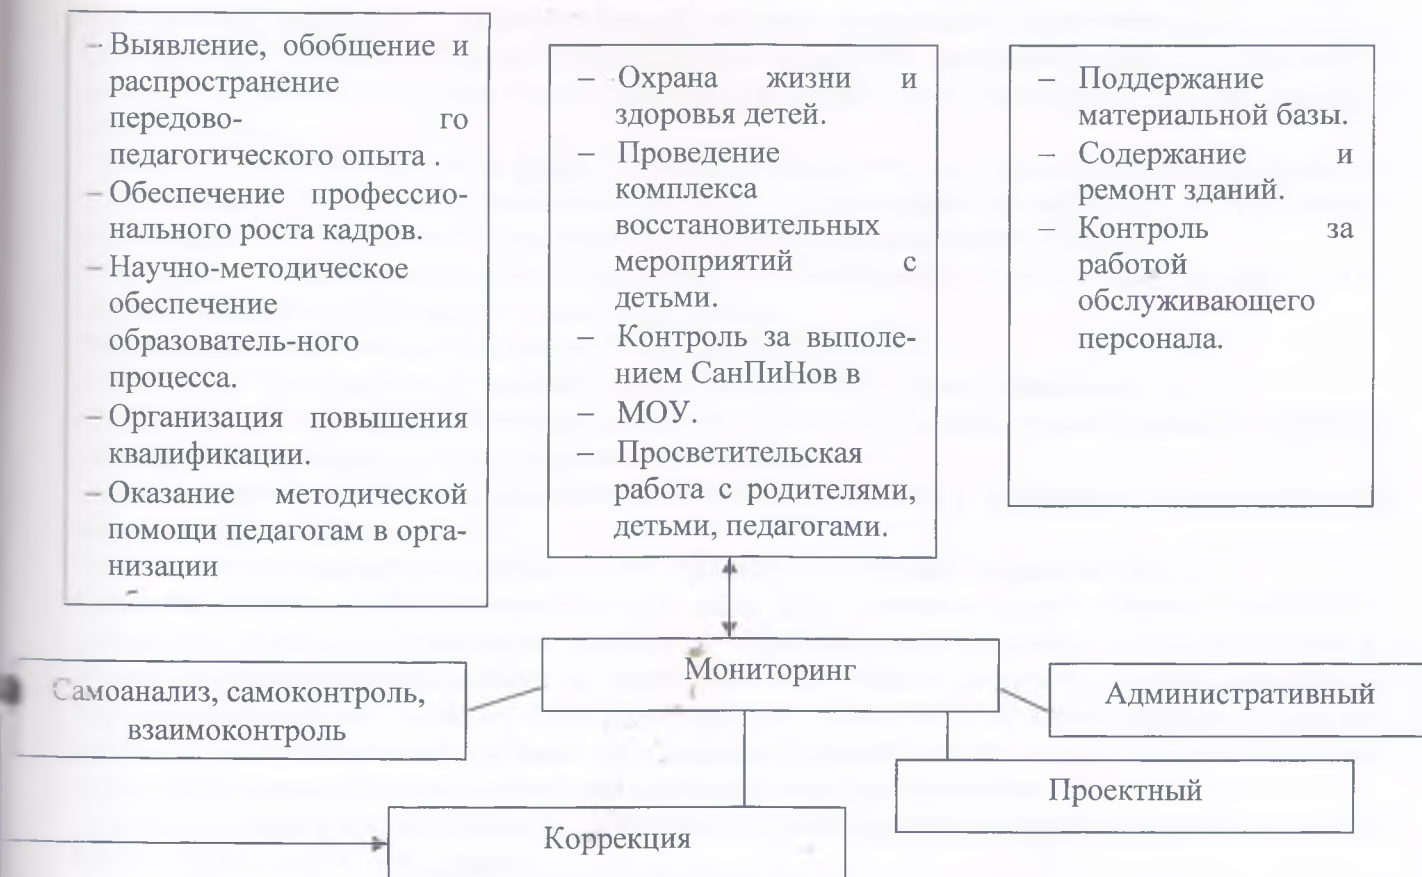 – Выявление, обобщение и
распространение
передово- го
педагогического опыта .
– Обеспечение профессио-
нального роста кадров.
– Научно-методическое
обеспечение
образователь-ного
процесса.
– Организация повышения
квалификации.
– Оказание методической
помощи педагогам в орга-
низации
– Охрана жизни и
здоровья детей.
– Проведение
комплекса
восстановительных
мероприятий с
детьми.
– Контроль за выполе-
нием СанПиНов в
– МОУ.
– Просветительская
работа с родителями,
детьми, педагогами.
– Поддержание
материальной базы.
– Содержание и
ремонт зданий.
– Контроль за
работой
обслуживающего
персонала.
Мониторинг
Самоанализ, самоконтроль,
взаимоконтроль
Административный
Проектный
Коррекция